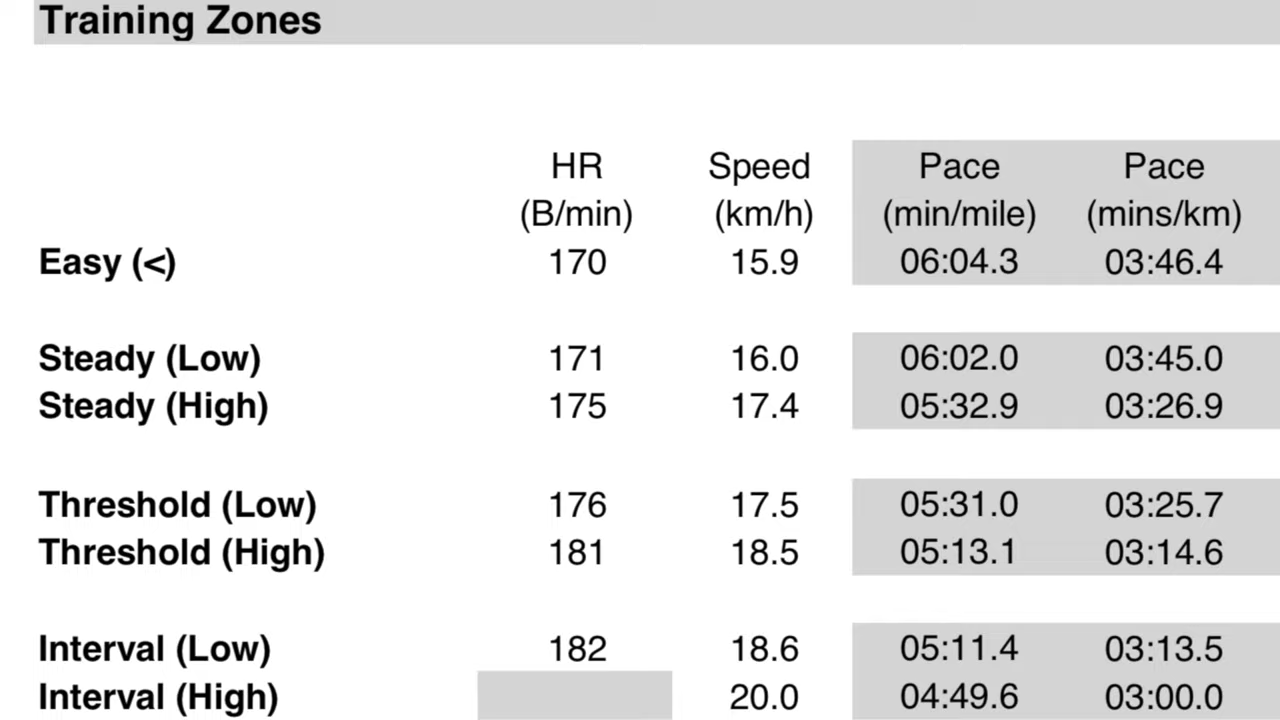 Training Zones
HR Speed Pace Pace
(B/min) (km/h) (min/mile) (mins/km)
Easy (<) 170 15.9 06:04.3 03:46.4
Steady (Low) 171 16.0 06:02.0 03:45.0
Steady (High) 175 17.4 05:32.9 03:26.9
Threshold (Low) 176 17.5 05:31.0 03:25.7
Threshold (High) 181 18.5 05:13.1 03:14.6
Interval (Low) 182 18.6 05:11.4 03:13.5
Interval (High) 20.0 04:49.6 03:00.0